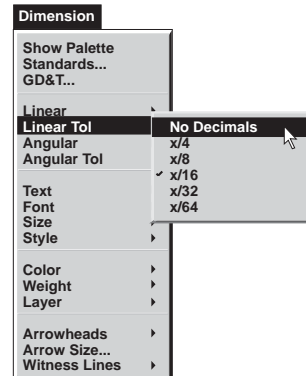 Dimension
Show Palette
Standards...
GD&T...
Linear
Linear Tol
Angular
Angular Tol
Text
Font
Size
Style
Color
Weight
Layer
Arrowheads
Arrow Size...
Witness Lines
No Decimals
x/4
x/8
x/16
x/32
x/64